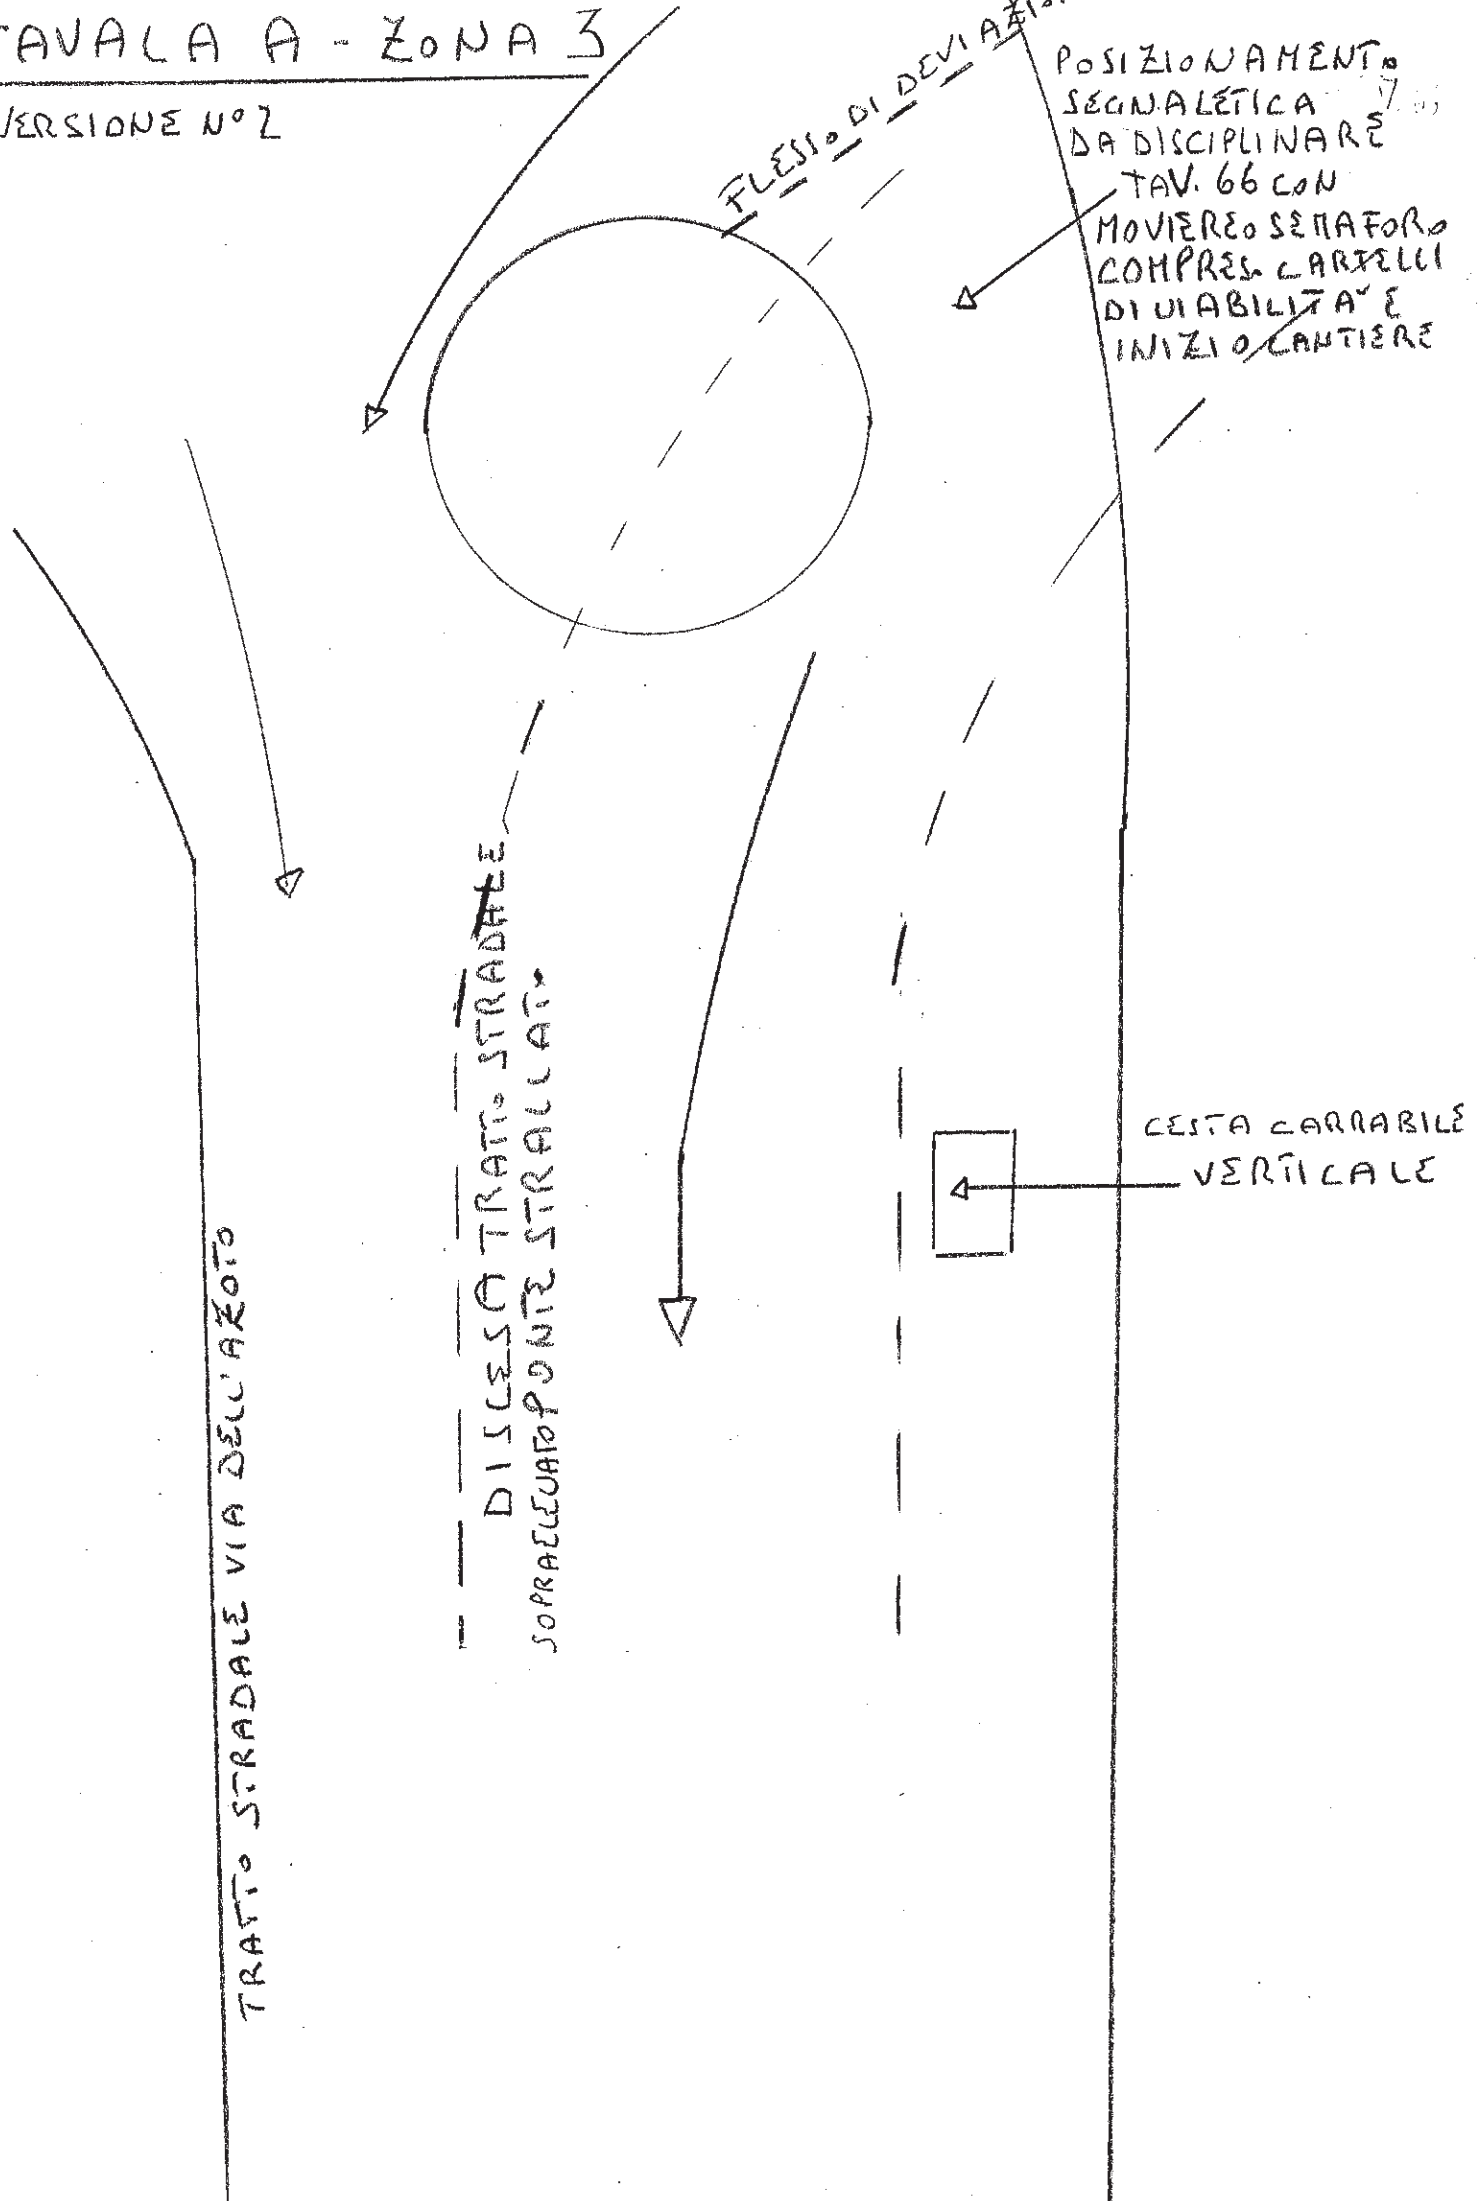 TAVALA A - ZONA 3
VERSIONE N° 2
FLESSO DI DEVIAZIO
POSIZIONAMENTO
SEGNALETICA
DA DISCIPLINARE
TAV. 66 CON
MOVIERE O SEMAFORO
COMPRES. CARTELLI
DI VIABILITA' E
INIZIO CANTIERE
CESTA CARRABILE
VERTICALE
DISCESA TRATTO STRADALE
SOPRAELEVATO PONTE STRALLATO
TRATTO STRADALE VIA DELL'AZOTO